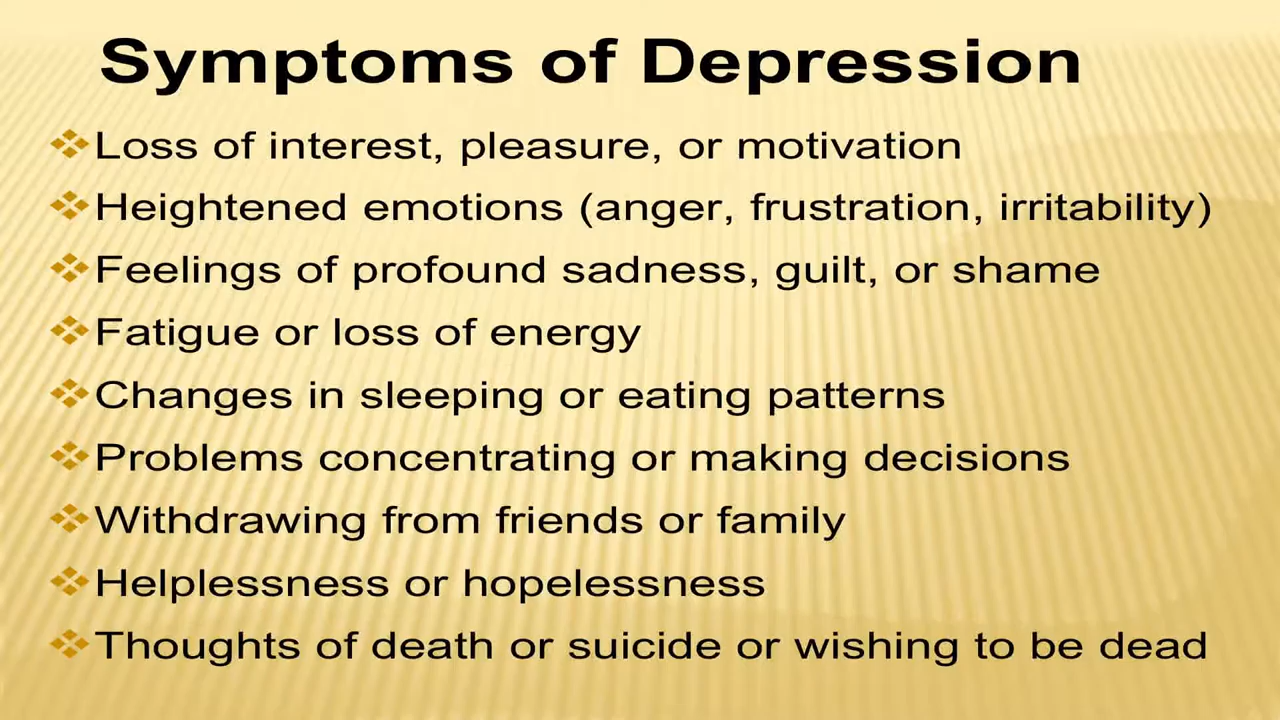 Symptoms of Depression
❖Loss of interest, pleasure, or motivation
❖Heightened emotions (anger, frustration, irritability)
❖Feelings of profound sadness, guilt, or shame
❖Fatigue or loss of energy
❖Changes in sleeping or eating patterns
❖Problems concentrating or making decisions
❖Withdrawing from friends or family
❖Helplessness or hopelessness
❖Thoughts of death or suicide or wishing to be dead